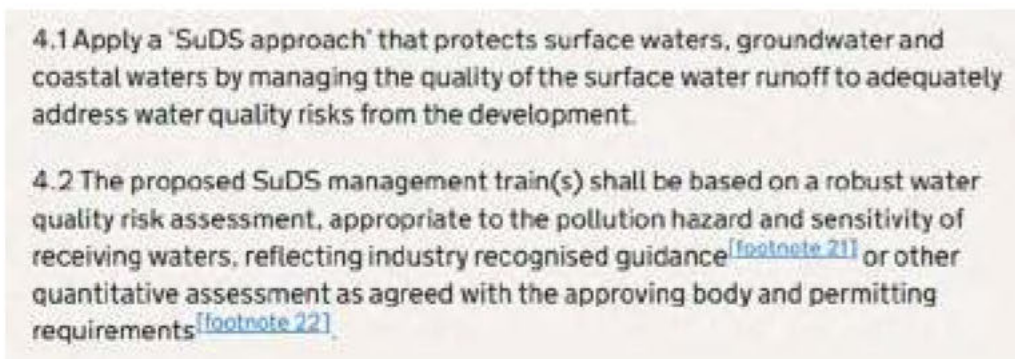 4.1 Apply a 'SuDS approach' that protects surface waters, groundwater and
coastal waters by managing the quality of the surface water runoff to adequately
address water quality risks from the development.
4.2 The proposed SuDS management train(s) shall be based on a robust water
quality risk assessment, appropriate to the pollution hazard and sensitivity of
receiving waters, reflecting industry recognised guidance[footnote 21] or other
quantitative assessment as agreed with the approving body and permitting
requirements[footnote 22].